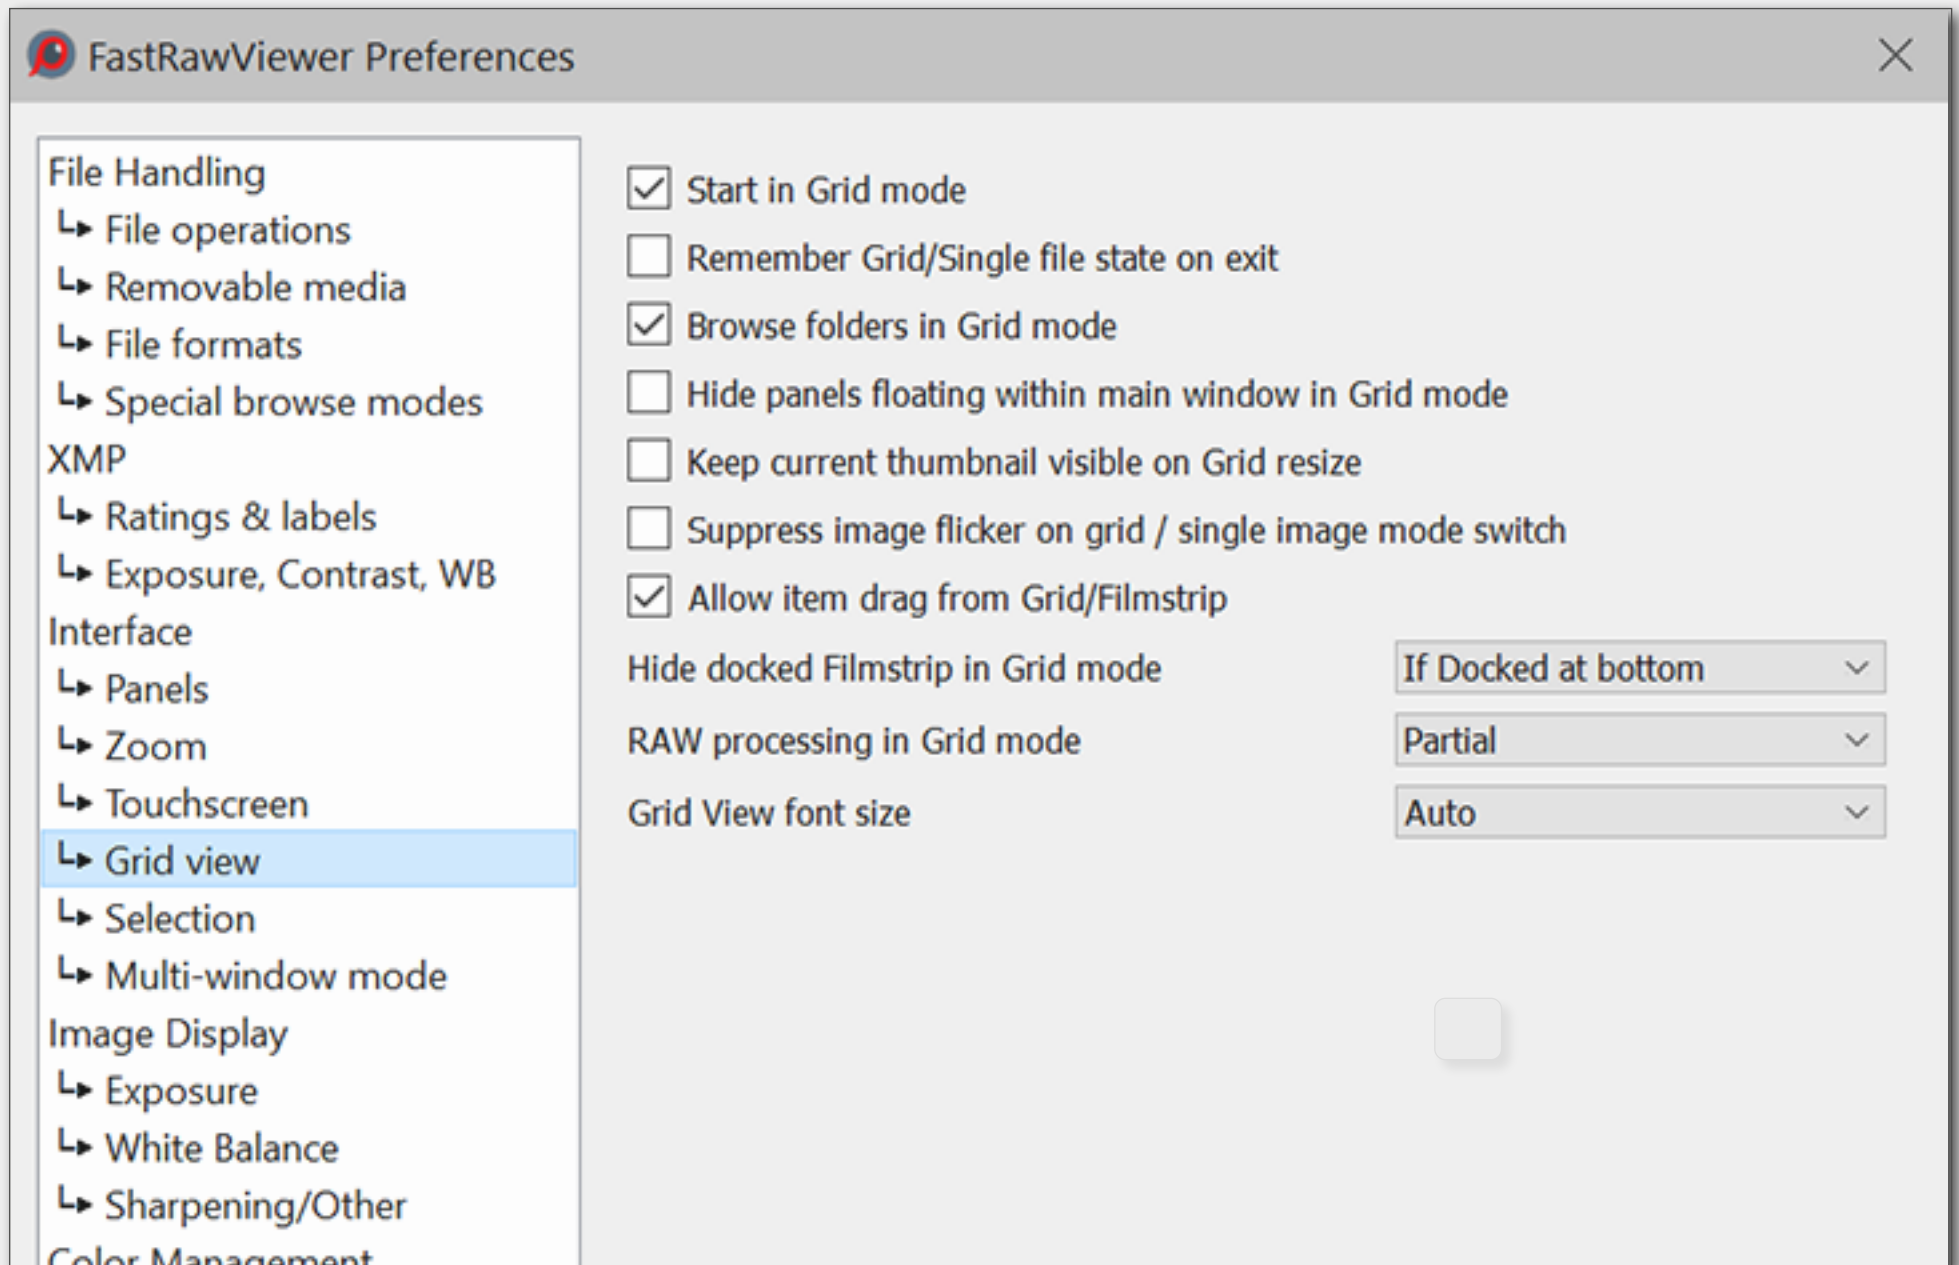 FastRawViewer Preferences
File Handling
File operations
Removable media
File formats
Special browse modes
XMP
Ratings & labels
Exposure, Contrast, WB
Interface
Panels
Zoom
Touchscreen
Grid view
Selection
Multi-window mode
Image Display
Exposure
White Balance
Sharpening/Other
Color Management
Start in Grid mode
Remember Grid/Single file state on exit
Browse folders in Grid mode
Hide panels floating within main window in Grid mode
Keep current thumbnail visible on Grid resize
Suppress image flicker on grid / single image mode switch
Allow item drag from Grid/Filmstrip
Hide docked Filmstrip in Grid mode If Docked at bottom
RAW processing in Grid mode Partial
Grid View font size Auto